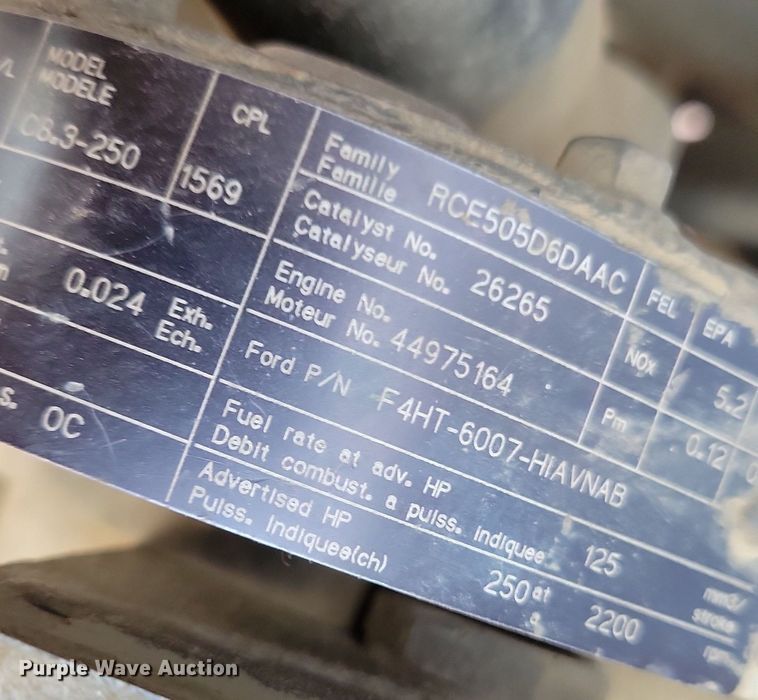 MODEL
MODELE
C8.3-250
CPL
1569
Family
Famille
RCE505D6DAAC
Catalyst No.
Catalyseur No.
26265
Engine No.
Moteur No.
44975164
Ford P/N F4HT-6007-HIAVNAB
Fuel rate at adv. HP
Debit combust. a puiss. indiquee
125 mm3/
stroke
Advertised HP
Puiss. Indiquee(ch)
250 at
a
2200 rpm
FEL
EPA
NOx
5.2
Pm
0.12
0.024
Exh.
Ech.
OC
Purple Wave Auction